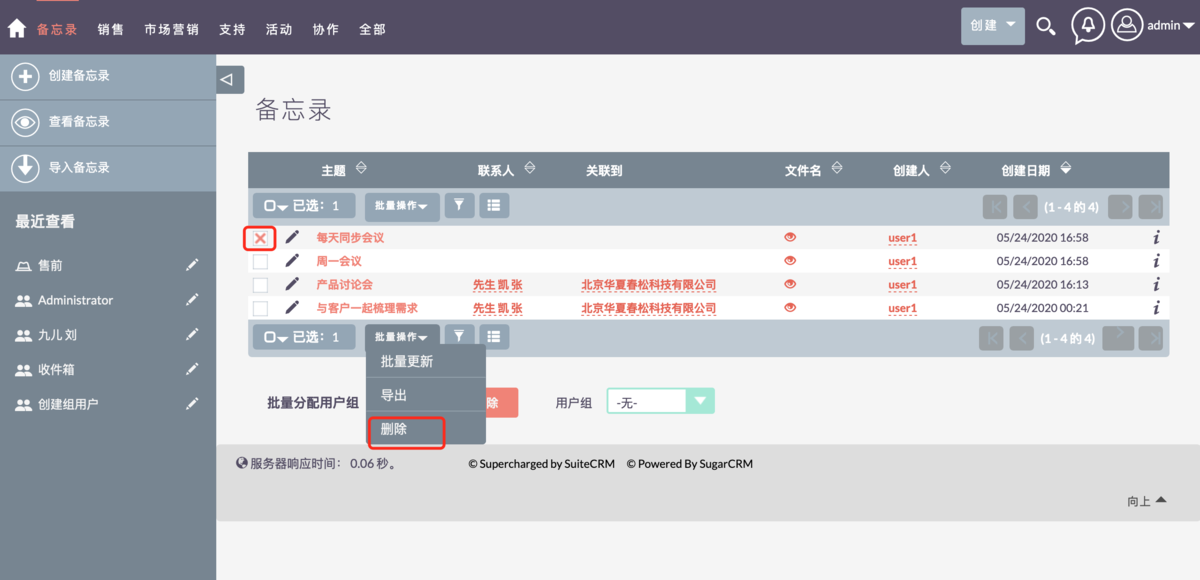 备忘录 销售 市场营销 支持 活动 协作 全部 创建 admin
创建备忘录
查看备忘录
导入备忘录
最近查看
售前
Administrator
九儿 刘
收件箱
创建组用户
备忘录
主题 联系人 关联到 文件名 创建人 创建日期
已选：1 批量操作 (1 - 4 的 4)
每天同步会议 user1 05/24/2020 16:58
周一会议 user1 05/24/2020 16:58
产品讨论会 先生 凯 张 北京华夏春松科技有限公司 user1 05/24/2020 16:13
与客户一起梳理需求 先生 凯 张 北京华夏春松科技有限公司 user1 05/24/2020 00:21
已选：1 批量操作 (1 - 4 的 4)
批量更新
导出
删除
批量分配用户组 除 用户组 -无-
服务器响应时间： 0.06 秒。 © Supercharged by SuiteCRM © Powered By SugarCRM
向上